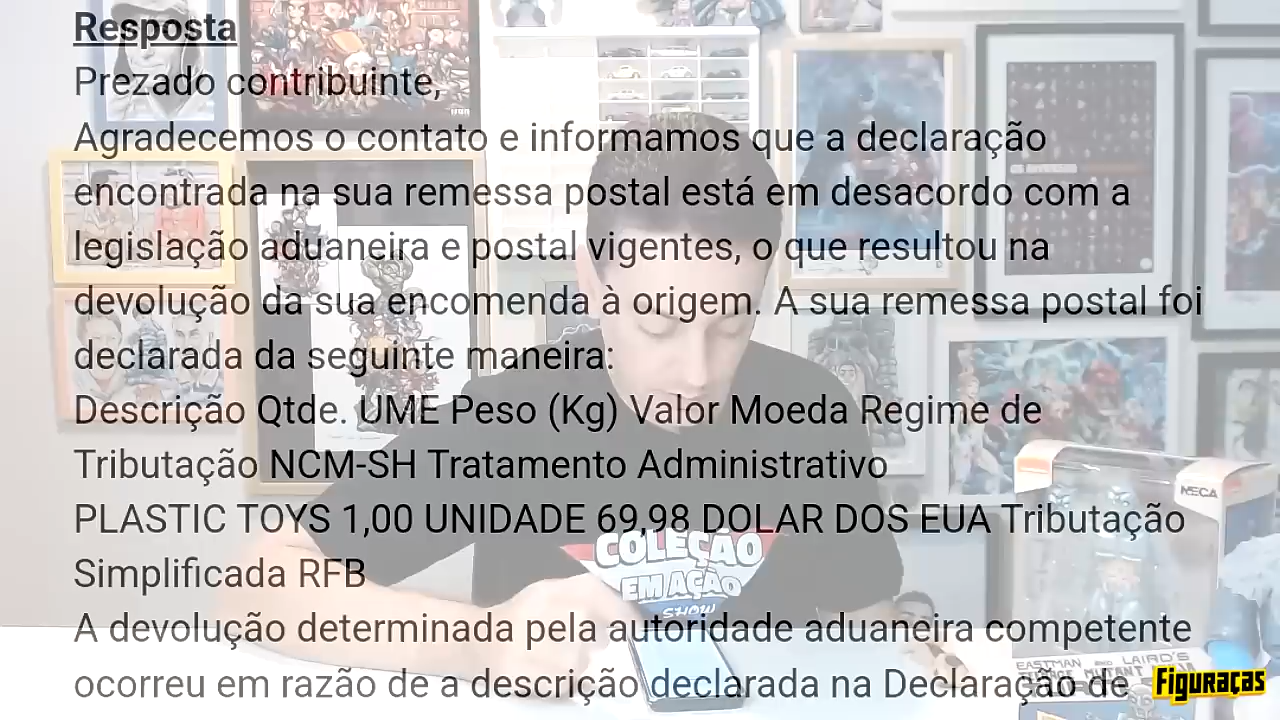 Resposta
Prezado contribuinte,
Agradecemos o contato e informamos que a declaração
encontrada na sua remessa postal está em desacordo com a
legislação aduaneira e postal vigentes, o que resultou na
devolução da sua encomenda à origem. A sua remessa postal foi
declarada da seguinte maneira:
Descrição Qtde. UME Peso (Kg) Valor Moeda Regime de
Tributação NCM-SH Tratamento Administrativo
PLASTIC TOYS 1,00 UNIDADE 69,98 DOLAR DOS EUA Tributação
Simplificada RFB
A devolução determinada pela autoridade aduaneira competente
ocorreu em razão de a descrição declarada na Declaração de
NECA
COLEÇÃO
EM AÇÃO
SHOW
EASTMAN AND LAIRD'S
Figuraças